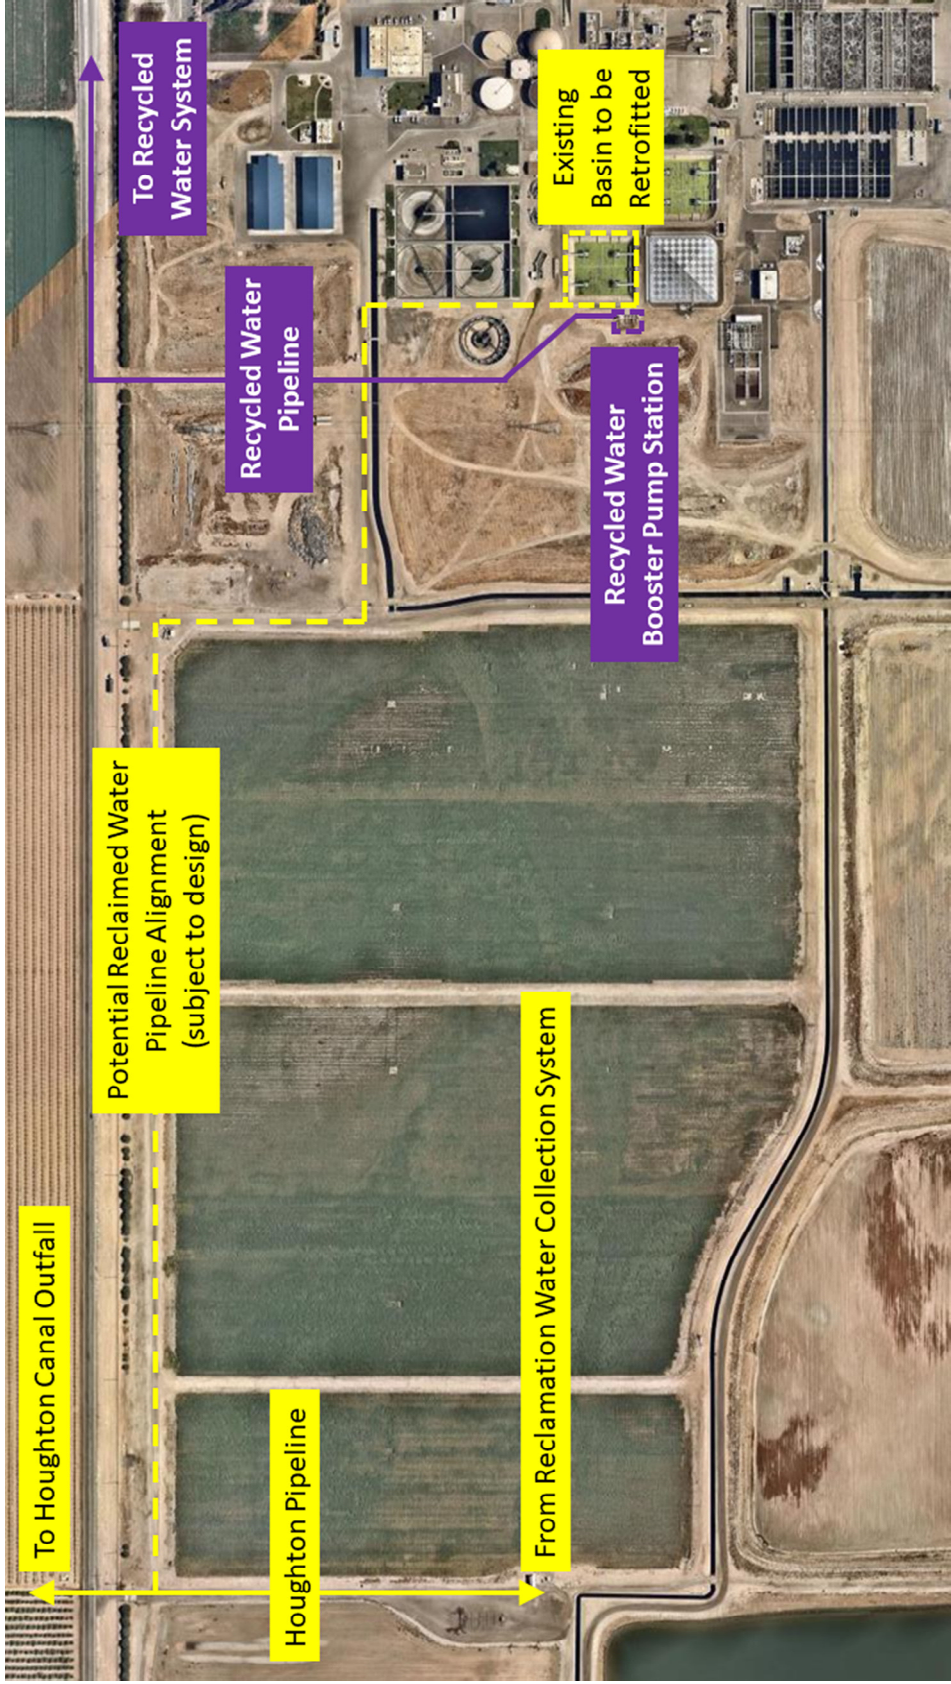 To Recycled
Water System
Existing
Basin to be
Retrofitted
Recycled Water
Pipeline
Recycled Water
Booster Pump Station
Potential Reclaimed Water
Pipeline Alignment
(subject to design)
From Reclamation Water Collection System
To Houghton Canal Outfall
Houghton Pipeline